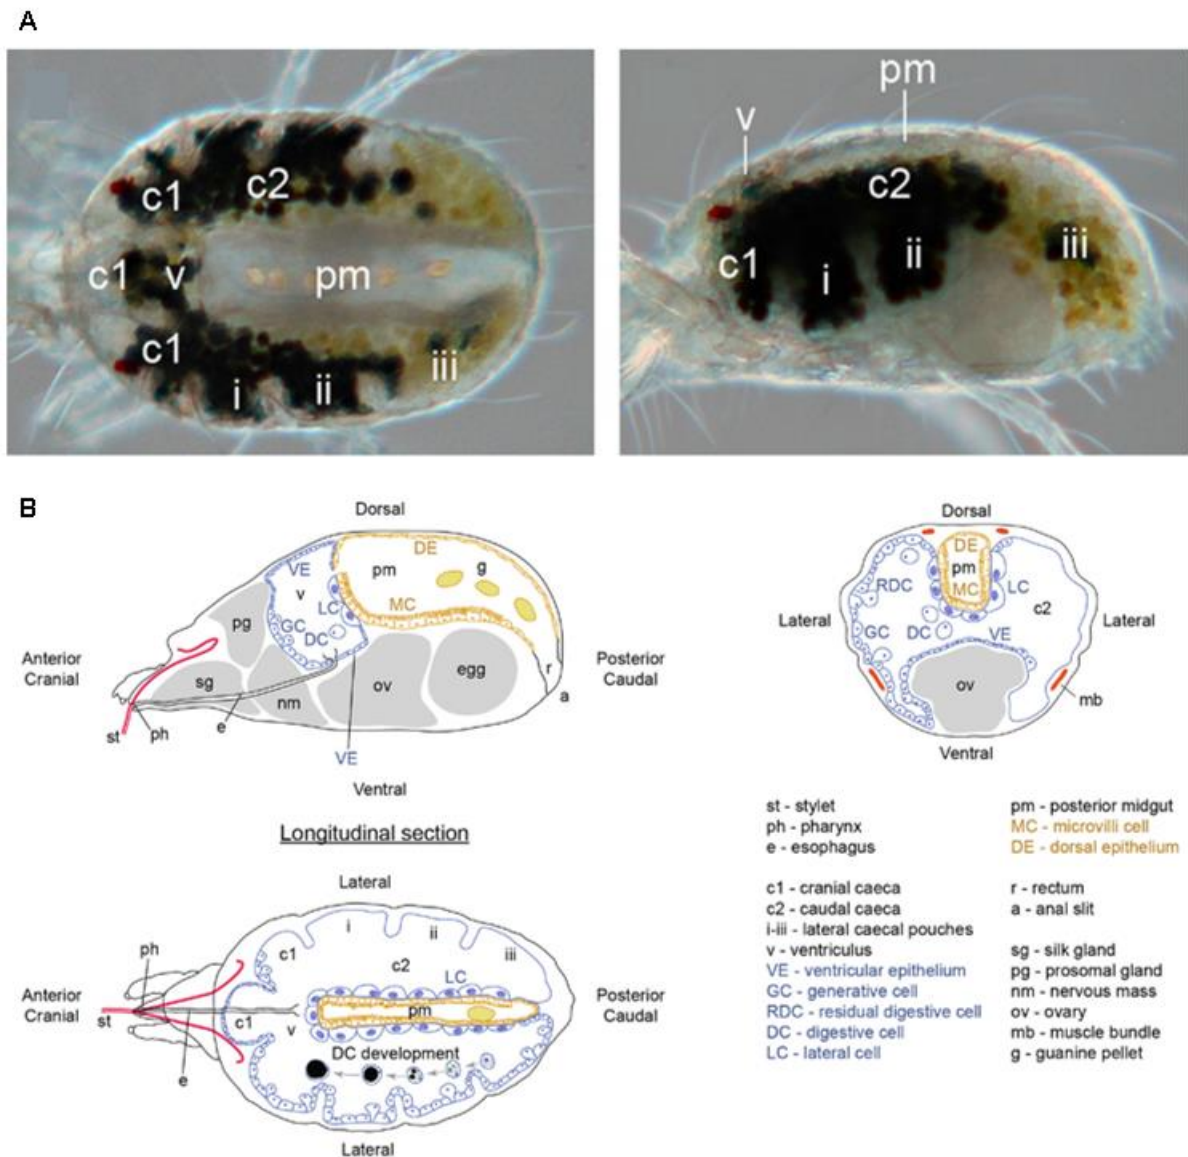 A
c1
c2
c1
v
pm
c1
i
ii
iii
v
pm
c2
c1
i
ii
iii
B
Dorsal
VE
DE
pm
g
v
LC
MC
GC
DC
pg
Anterior
Cranial
sg
nm
ov
egg
r
a
Posterior
Caudal
e
st
ph
VE
Ventral
Longitudinal section
Dorsal
DE
pm
MC
RDC
LC
c2
Lateral
Lateral
GC
DC
VE
ov
mb
Ventral
Lateral
i
ii
iii
ph
c1
c2
LC
Anterior
Cranial
st
c1
v
pm
Posterior
Caudal
e
DC development
Lateral
st - stylet
ph - pharynx
e - esophagus
c1 - cranial caeca
c2 - caudal caeca
i-iii - lateral caecal pouches
v - ventriculus
VE - ventricular epithelium
GC - generative cell
RDC - residual digestive cell
DC - digestive cell
LC - lateral cell
pm - posterior midgut
MC - microvilli cell
DE - dorsal epithelium
r - rectum
a - anal slit
sg - silk gland
pg - prosomal gland
nm - nervous mass
ov - ovary
mb - muscle bundle
g - guanine pellet